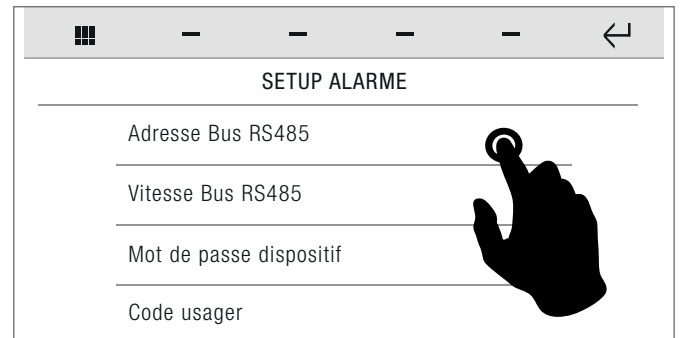 SETUP ALARME
Adresse Bus RS485
Vitesse Bus RS485
Mot de passe dispositif
Code usager